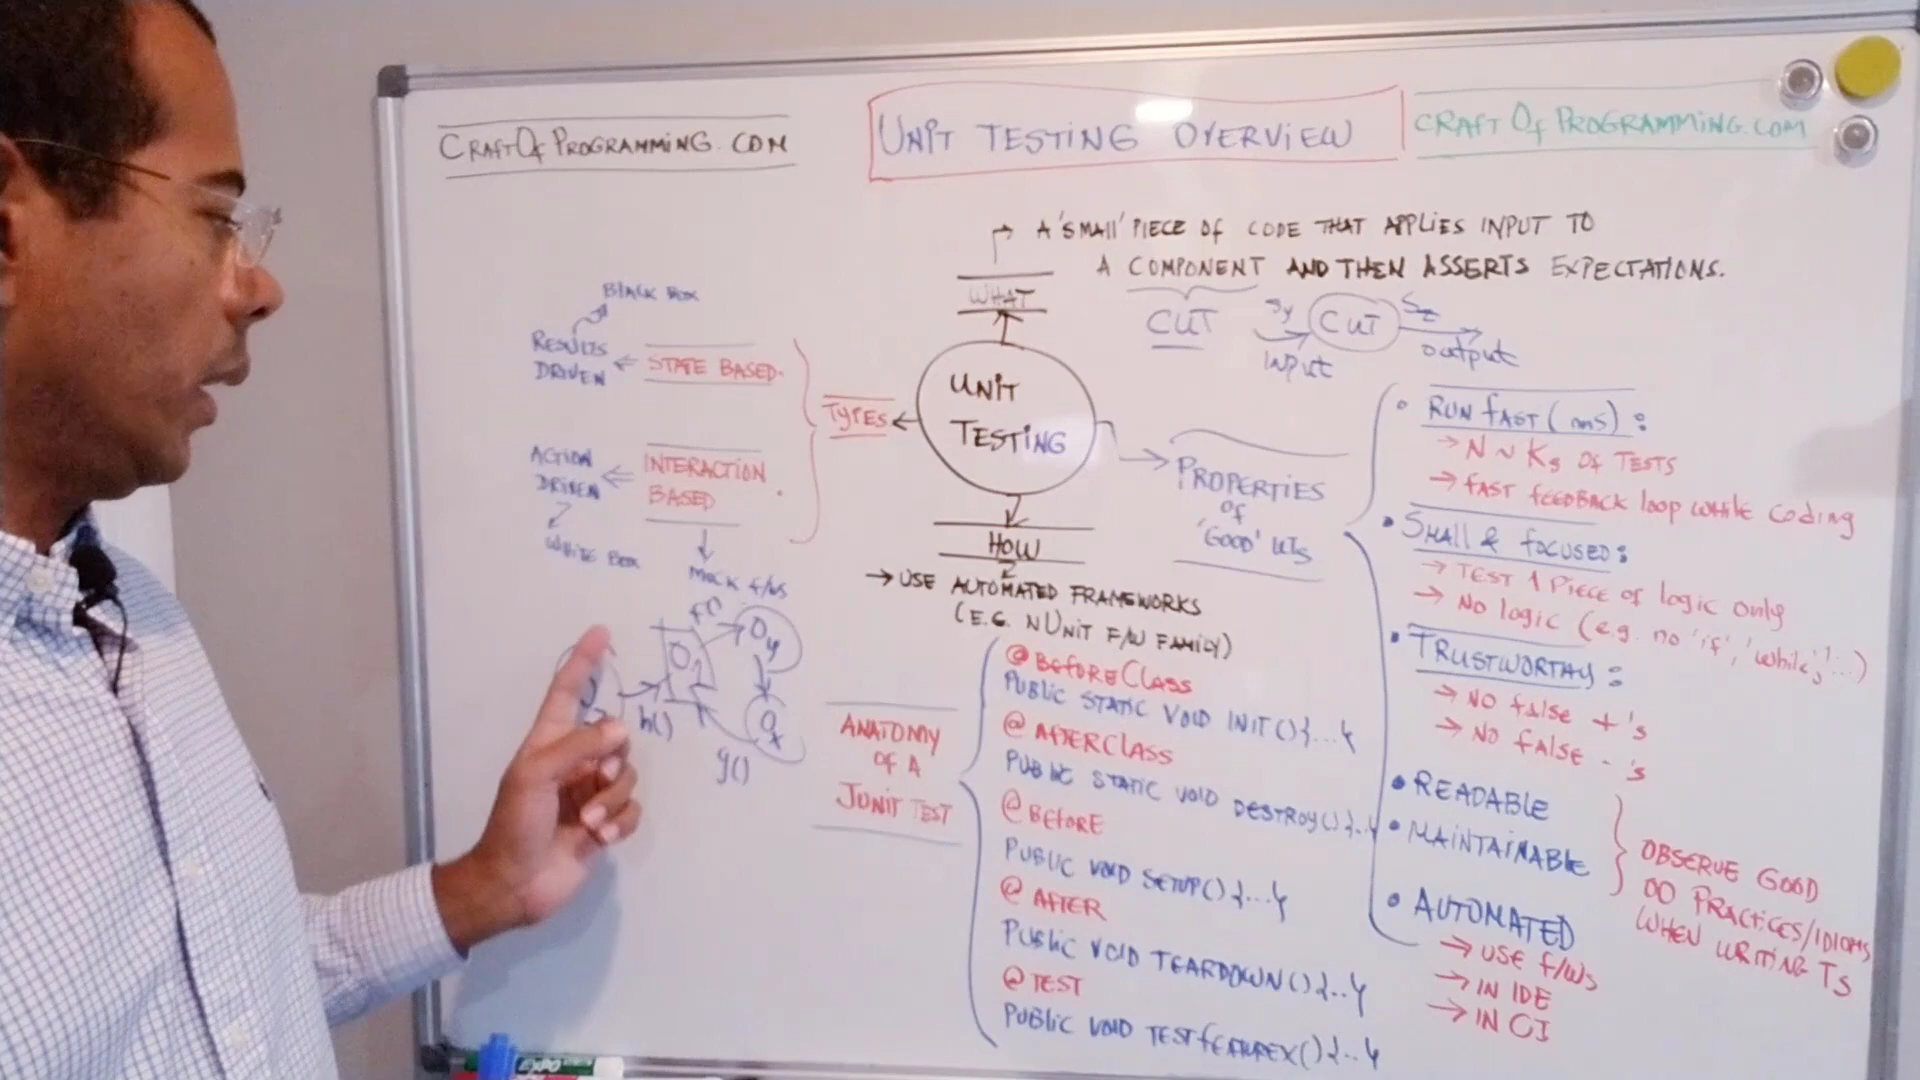 CRAFTOFPROGRAMMING.COM
UNIT TESTING OVERVIEW
CRAFTOFPROGRAMMING.COM
→ A 'SMALL' PIECE OF CODE THAT APPLIES INPUT TO
A COMPONENT AND THEN ASSERTS EXPECTATIONS.
WHAT
CUT
Sy
CUT
Sz
INPUT
OUTPUT
BLACK BOX
RESULTS
DRIVEN
STATE BASED
TYPES
UNIT
TESTING
ACTION
DRIVEN
INTERACTION
BASED
WHITE BOX
MOCK F/WS
HOW
→ USE AUTOMATED FRAMEWORKS
(E.G. NUNIT F/W FAMILY)
PROPERTIES
OF
'GOOD' UTS
• RUN FAST (MS):
→ N ~ Ks OF TESTS
→ FAST FEEDBACK LOOP WHILE CODING
• SMALL & FOCUSED:
→ TEST 1 PIECE OF LOGIC ONLY
→ NO LOGIC (e.g. no 'if', 'while', '...)
• TRUSTWORTHY:
→ NO FALSE +'S
→ NO FALSE -'S
• READABLE
• MAINTAINABLE
OBSERVE GOOD
OO PRACTICES/IDIOMS
WHEN WRITING TS
• AUTOMATED
→ USE F/WS
→ IN IDE
→ IN CI
f()
Oy
O1
h()
Ox
g()
ANATOMY
OF A
JUNIT TEST
@BEFORECLASS
PUBLIC STATIC VOID INIT(){...}
@AFTERCLASS
PUBLIC STATIC VOID DESTROY(){..}
@BEFORE
PUBLIC VOID SETUP(){...}
@AFTER
PUBLIC VOID TEARDOWN(){..}
@TEST
PUBLIC VOID TESTFEATUREX(){..}
EXPO